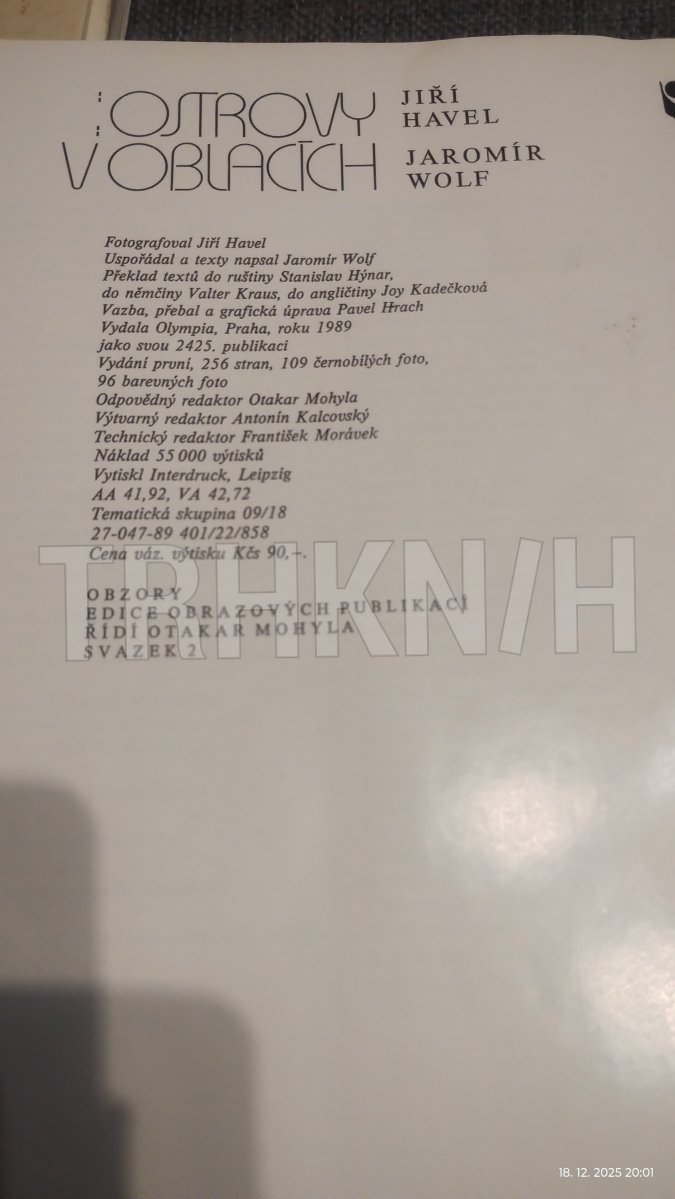 OSTROVY
V OBLACÍCH
JIŘÍ
HAVEL
JAROMÍR
WOLF
Fotografoval Jiří Havel
Uspořádal a texty napsal Jaromír Wolf
Překlad textů do ruštiny Stanislav Hýnar,
do němčiny Valter Kraus, do angličtiny Joy Kadečková
Vazba, přebal a grafická úprava Pavel Hrach
Vydala Olympia, Praha, roku 1989
jako svou 2425. publikaci
Vydání první, 256 stran, 109 černobílých foto,
96 barevných foto
Odpovědný redaktor Otakar Mohyla
Výtvarný redaktor Antonín Kalcovský
Technický redaktor František Morávek
Náklad 55 000 výtisků
Vytiskl Interdruck, Leipzig
AA 41,92, VA 42,72
Tematická skupina 09/18
27-047-89 401/22/858
Cena váz. výtisku Kčs 90,–.
TRHKN/H
OBZORY
EDICE OBRAZOVÝCH PUBLIKACÍ
ŘÍDÍ OTAKAR MOHYLA
SVAZEK 2
18. 12. 2025 20:01